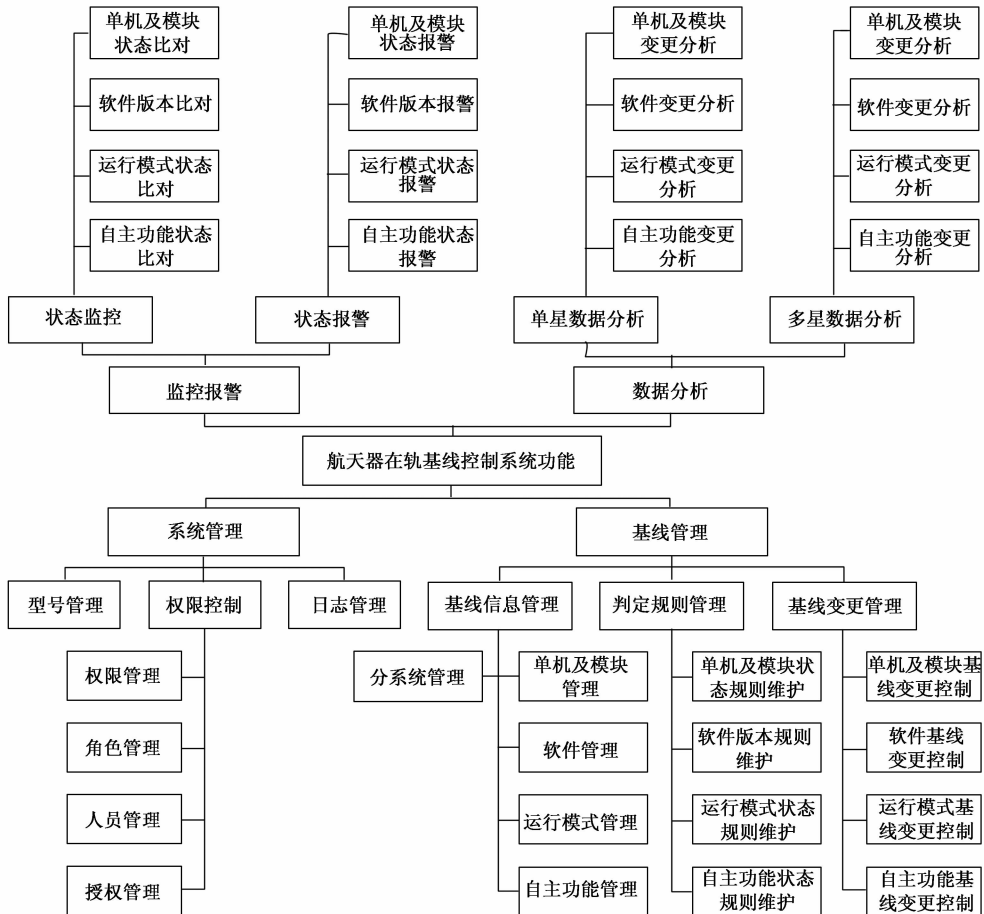 单机及模块
状态比对
单机及模块
状态报警
单机及模块
变更分析
单机及模块
变更分析
软件版本比对
软件版本报警
软件变更分析
软件变更分析
运行模式状态
比对
运行模式状态
报警
运行模式变更
分析
运行模式变更
分析
自主功能状态
比对
自主功能状态
报警
自主功能变更
分析
自主功能变更
分析
状态监控
状态报警
单星数据分析
多星数据分析
监控报警
数据分析
航天器在轨基线控制系统功能
系统管理
基线管理
型号管理
权限控制
日志管理
基线信息管理
判定规则管理
基线变更管理
权限管理
分系统管理
单机及模块
管理
单机及模块状
态规则维护
单机及模块基
线变更控制
角色管理
软件管理
软件版本规则
维护
软件基线
变更控制
人员管理
运行模式管理
运行模式状态
规则维护
运行模式基
线变更控制
授权管理
自主功能管理
自主功能状态
规则维护
自主功能基
线变更控制